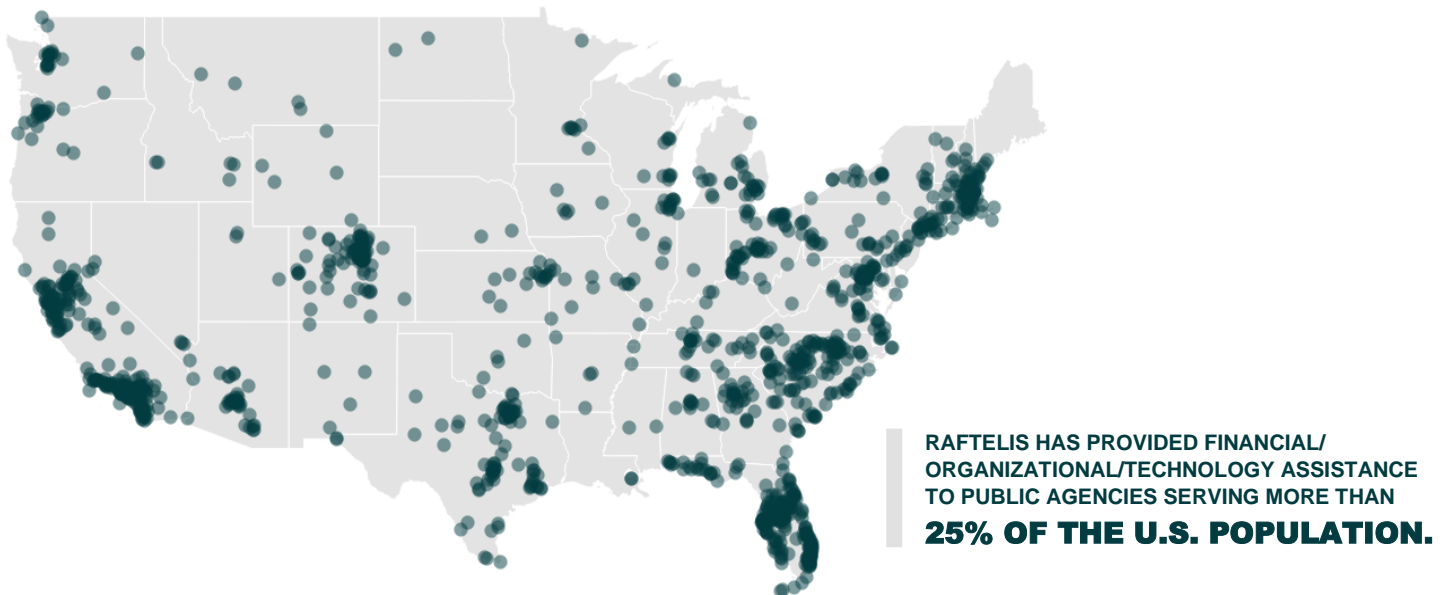 RAFTELIS HAS PROVIDED FINANCIAL/
ORGANIZATIONAL/TECHNOLOGY ASSISTANCE
TO PUBLIC AGENCIES SERVING MORE THAN
25% OF THE U.S. POPULATION.